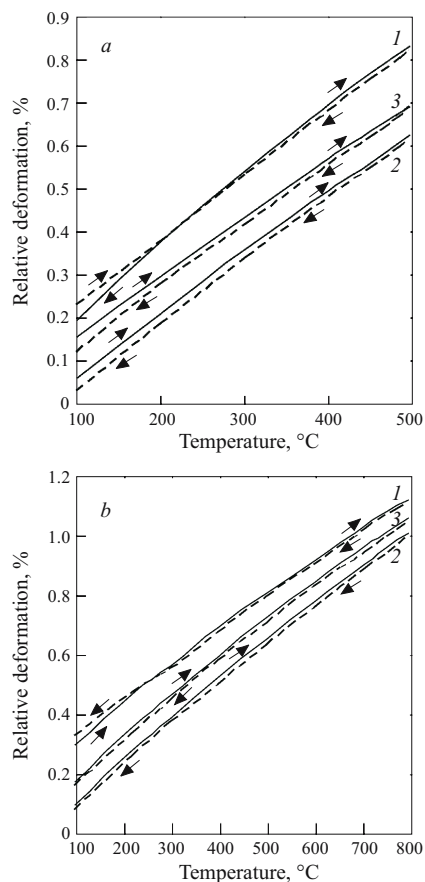 a
0.9
0.8
0.7
0.6
0.5
0.4
0.3
0.2
0.1
0
1
3
2
100 200 300 400 500
Temperature, °C
Relative deformation, %
b
1.2
1.0
0.8
0.6
0.4
0.2
0
1
3
2
100 200 300 400 500 600 700 800
Temperature, °C
Relative deformation, %